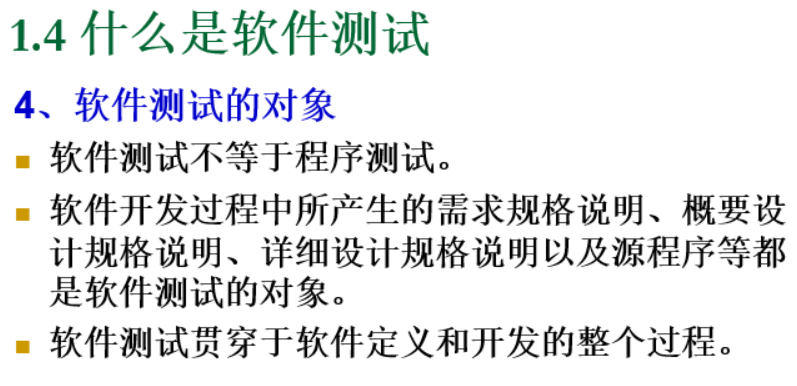 1.4 什么是软件测试
4、软件测试的对象
■ 软件测试不等于程序测试。
■ 软件开发过程中所产生的需求规格说明、概要设
计规格说明、详细设计规格说明以及源程序等都
是软件测试的对象。
■ 软件测试贯穿于软件定义和开发的整个过程。